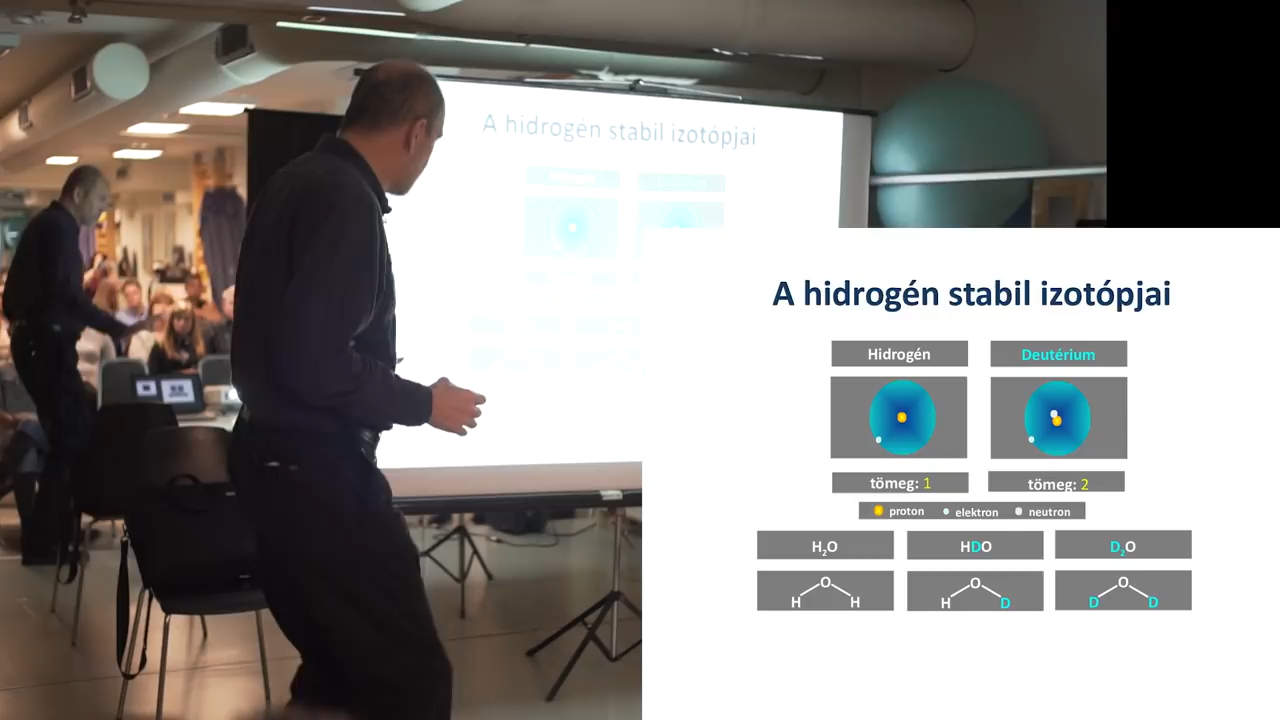 A hidrogén stabil izotópjai
A hidrogén stabil izotópjai
Hidrogén Deutérium
tömeg: 1 tömeg: 2
proton elektron neutron
H₂O HDO D₂O
O O O
H H H D D D